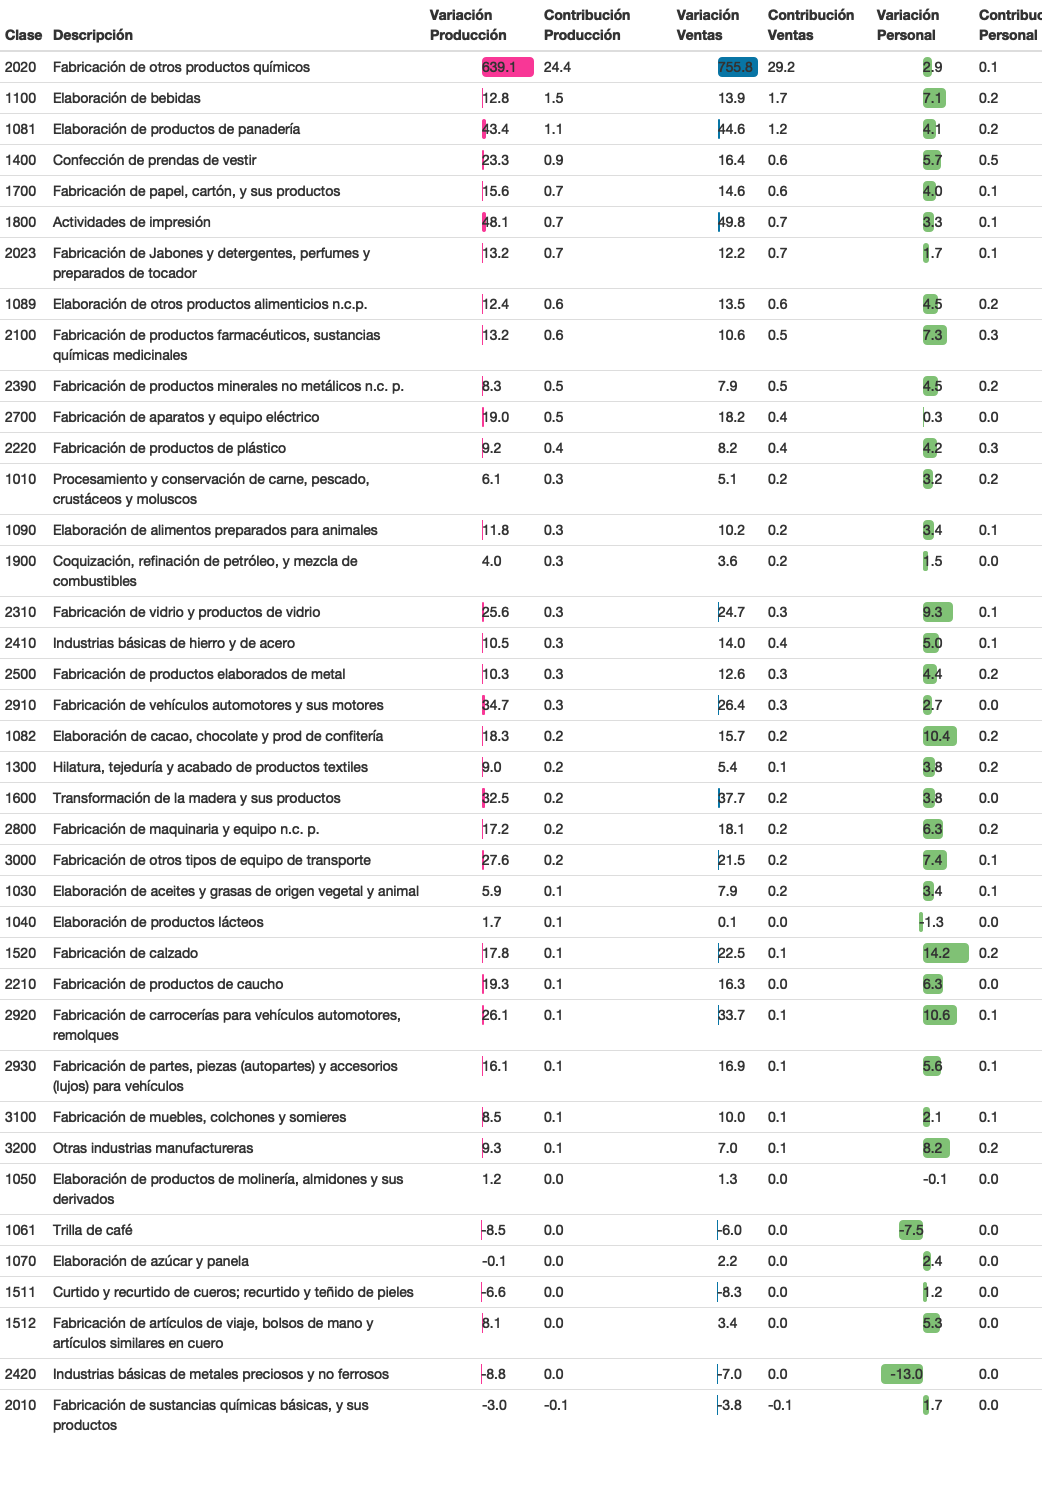 Clase Descripción Variación Producción Contribución Producción Variación Ventas Contribución Ventas Variación Personal Contribuc Personal
2020 Fabricación de otros productos químicos 639.1 24.4 755.8 29.2 2.9 0.1
1100 Elaboración de bebidas 12.8 1.5 13.9 1.7 7.1 0.2
1081 Elaboración de productos de panadería 43.4 1.1 44.6 1.2 4.1 0.2
1400 Confección de prendas de vestir 23.3 0.9 16.4 0.6 5.7 0.5
1700 Fabricación de papel, cartón, y sus productos 15.6 0.7 14.6 0.6 4.0 0.1
1800 Actividades de impresión 48.1 0.7 49.8 0.7 3.3 0.1
2023 Fabricación de Jabones y detergentes, perfumes y 13.2 0.7 12.2 0.7 1.7 0.1
preparados de tocador
1089 Elaboración de otros productos alimenticios n.c.p. 12.4 0.6 13.5 0.6 4.5 0.2
2100 Fabricación de productos farmacéuticos, sustancias 13.2 0.6 10.6 0.5 7.3 0.3
químicas medicinales
2390 Fabricación de productos minerales no metálicos n.c. p. 8.3 0.5 7.9 0.5 4.5 0.2
2700 Fabricación de aparatos y equipo eléctrico 19.0 0.5 18.2 0.4 0.3 0.0
2220 Fabricación de productos de plástico 9.2 0.4 8.2 0.4 4.2 0.3
1010 Procesamiento y conservación de carne, pescado, 6.1 0.3 5.1 0.2 3.2 0.2
crustáceos y moluscos
1090 Elaboración de alimentos preparados para animales 11.8 0.3 10.2 0.2 3.4 0.1
1900 Coquización, refinación de petróleo, y mezcla de 4.0 0.3 3.6 0.2 1.5 0.0
combustibles
2310 Fabricación de vidrio y productos de vidrio 25.6 0.3 24.7 0.3 9.3 0.1
2410 Industrias básicas de hierro y de acero 10.5 0.3 14.0 0.4 5.0 0.1
2500 Fabricación de productos elaborados de metal 10.3 0.3 12.6 0.3 4.4 0.2
2910 Fabricación de vehículos automotores y sus motores 34.7 0.3 26.4 0.3 2.7 0.0
1082 Elaboración de cacao, chocolate y prod de confitería 18.3 0.2 15.7 0.2 10.4 0.2
1300 Hilatura, tejeduría y acabado de productos textiles 9.0 0.2 5.4 0.1 3.8 0.2
1600 Transformación de la madera y sus productos 32.5 0.2 37.7 0.2 3.8 0.0
2800 Fabricación de maquinaria y equipo n.c. p. 17.2 0.2 18.1 0.2 6.3 0.2
3000 Fabricación de otros tipos de equipo de transporte 27.6 0.2 21.5 0.2 7.4 0.1
1030 Elaboración de aceites y grasas de origen vegetal y animal 5.9 0.1 7.9 0.2 3.4 0.1
1040 Elaboración de productos lácteos 1.7 0.1 0.1 0.0 -1.3 0.0
1520 Fabricación de calzado 17.8 0.1 22.5 0.1 14.2 0.2
2210 Fabricación de productos de caucho 19.3 0.1 16.3 0.0 6.3 0.0
2920 Fabricación de carrocerías para vehículos automotores, 26.1 0.1 33.7 0.1 10.6 0.1
remolques
2930 Fabricación de partes, piezas (autopartes) y accesorios 16.1 0.1 16.9 0.1 5.6 0.1
(lujos) para vehículos
3100 Fabricación de muebles, colchones y somieres 8.5 0.1 10.0 0.1 2.1 0.1
3200 Otras industrias manufactureras 9.3 0.1 7.0 0.1 8.2 0.2
1050 Elaboración de productos de molinería, almidones y sus 1.2 0.0 1.3 0.0 -0.1 0.0
derivados
1061 Trilla de café -8.5 0.0 -6.0 0.0 -7.5 0.0
1070 Elaboración de azúcar y panela -0.1 0.0 2.2 0.0 2.4 0.0
1511 Curtido y recurtido de cueros; recurtido y teñido de pieles -6.6 0.0 -8.3 0.0 1.2 0.0
1512 Fabricación de artículos de viaje, bolsos de mano y 8.1 0.0 3.4 0.0 5.3 0.0
artículos similares en cuero
2420 Industrias básicas de metales preciosos y no ferrosos -8.8 0.0 -7.0 0.0 -13.0 0.0
2010 Fabricación de sustancias químicas básicas, y sus -3.0 -0.1 -3.8 -0.1 1.7 0.0
productos